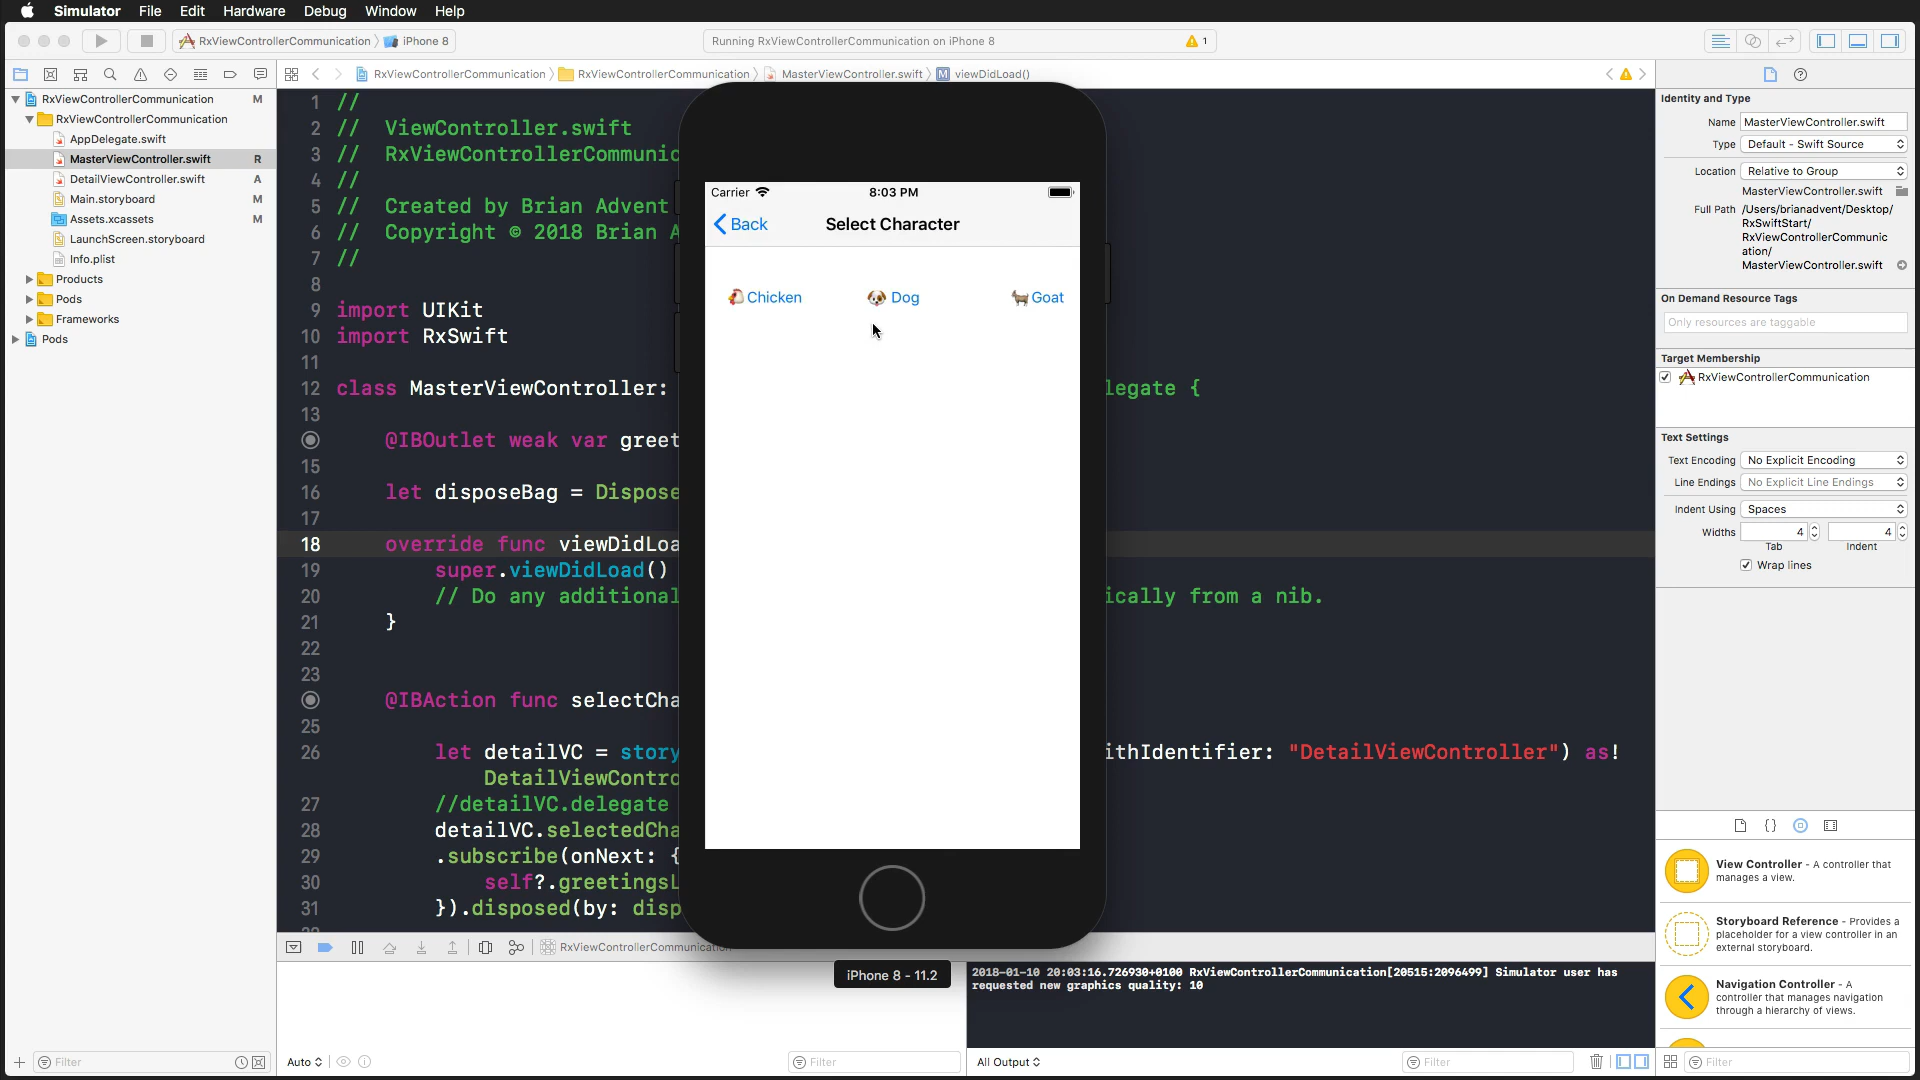 Simulator File Edit Hardware Debug Window Help
RxViewControllerCommunication iPhone 8
Running RxViewControllerCommunication on iPhone 8
1
RxViewControllerCommunication RxViewControllerCommunication MasterViewController.swift M viewDidLoad()
RxViewControllerCommunication M
RxViewControllerCommunication
AppDelegate.swift
MasterViewController.swift R
DetailViewController.swift A
Main.storyboard M
Assets.xcassets M
LaunchScreen.storyboard
Info.plist
Products
Pods
Frameworks
Pods
Filter
1 //
2 // ViewController.swift
3 // RxViewControllerCommunic
4 //
5 // Created by Brian Advent
6 // Copyright © 2018 Brian A
7 //
8
9 import UIKit
10 import RxSwift
11
12 class MasterViewController: legate {
13
@IBOutlet weak var greet
15
16 let disposeBag = Dispose
17
18 override func viewDidLoa
19 super.viewDidLoad()
20 // Do any additional ically from a nib.
21 }
22
23
@IBAction func selectCha
25
26 let detailVC = story ithIdentifier: "DetailViewController") as!
DetailViewContro
27 //detailVC.delegate
28 detailVC.selectedCha
29 .subscribe(onNext: {
30 self?.greetingsL
31 }).disposed(by: disp
Carrier 8:03 PM
Back Select Character
Chicken Dog Goat
iPhone 8 - 11.2
RxViewControllerCommunication
2018-01-10 20:03:16.726930+0100 RxViewControllerCommunication[20515:2096499] Simulator user has
requested new graphics quality: 10
Auto Filter
All Output Filter
Identity and Type
Name MasterViewController.swift
Type Default - Swift Source
Location Relative to Group
MasterViewController.swift
Full Path /Users/brianadvent/Desktop/
RxSwiftStart/
RxViewControllerCommunic
ation/
MasterViewController.swift
On Demand Resource Tags
Only resources are taggable
Target Membership
RxViewControllerCommunication
Text Settings
Text Encoding No Explicit Encoding
Line Endings No Explicit Line Endings
Indent Using Spaces
Widths 4 4
Tab Indent
Wrap lines
View Controller - A controller that
manages a view.
Storyboard Reference - Provides a
placeholder for a view controller in an
external storyboard.
Navigation Controller - A
controller that manages navigation
through a hierarchy of views.
Filter